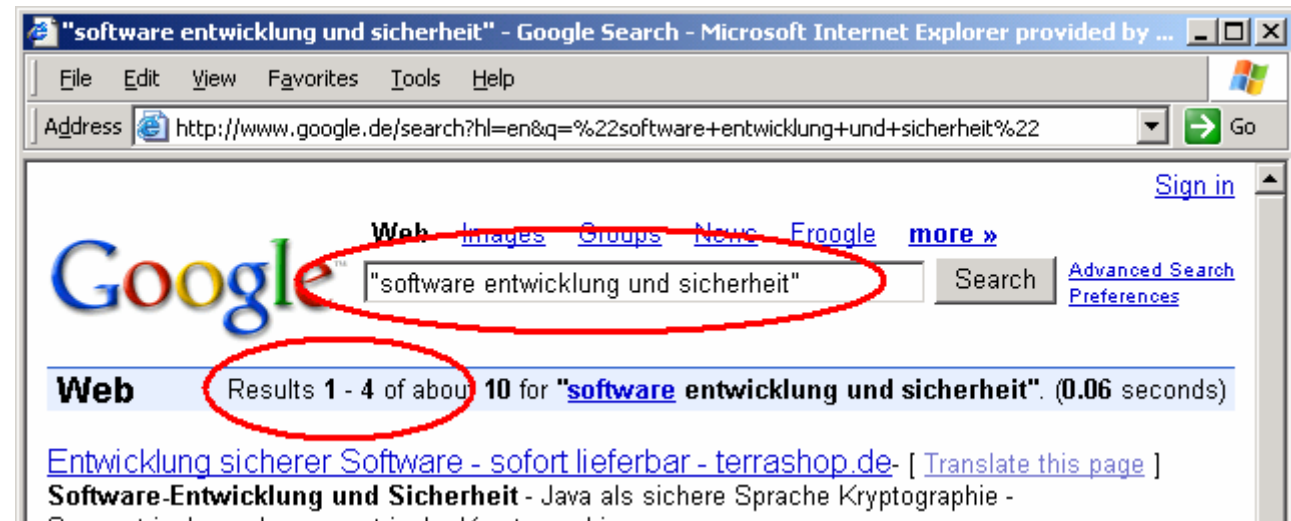 "software entwicklung und sicherheit" - Google Search - Microsoft Internet Explorer provided by ...
File Edit View Favorites Tools Help
Address http://www.google.de/search?hl=en&q=%22software+entwicklung+und+sicherheit%22 Go
Sign in
Web Images Groups News Froogle more »
Google™ "software entwicklung und sicherheit" Search Advanced Search
Preferences
Web Results 1 - 4 of about 10 for "software entwicklung und sicherheit". (0.06 seconds)
Entwicklung sicherer Software - sofort lieferbar - terrashop.de- [ Translate this page ]
Software-Entwicklung und Sicherheit - Java als sichere Sprache Kryptographie -